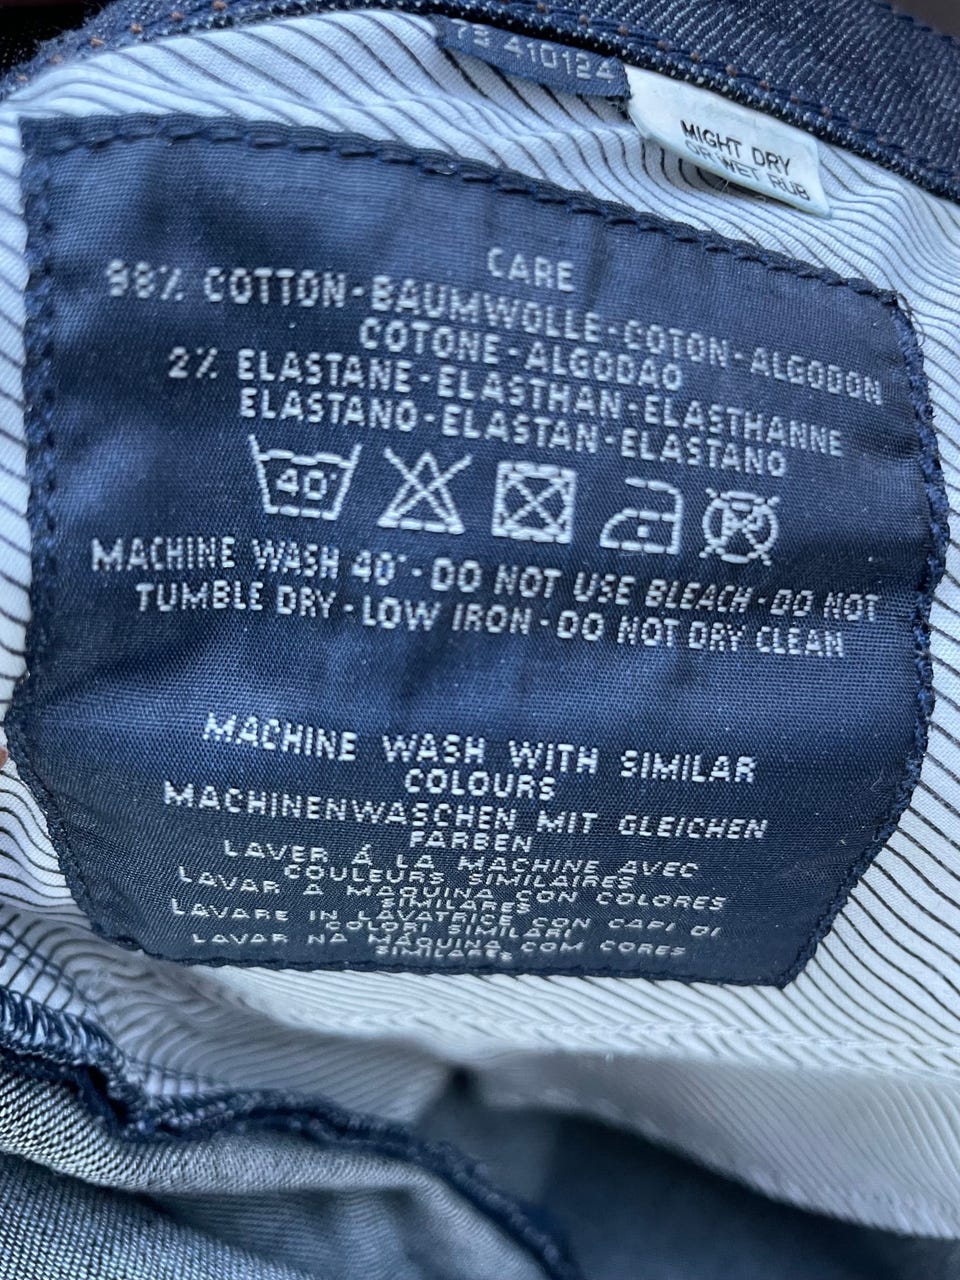 7S 410124
MIGHT DRY
OR WET RUB
CARE
98% COTTON-BAUMWOLLE-COTON-ALGODON
COTONE-ALGODAO
2% ELASTANE-ELASTHAN-ELASTHANNE
ELASTANO-ELASTAN-ELASTANO
40°
MACHINE WASH 40°-DO NOT USE BLEACH-DO NOT
TUMBLE DRY-LOW IRON-DO NOT DRY CLEAN
MACHINE WASH WITH SIMILAR
COLOURS
MACHINENWASCHEN MIT GLEICHEN
FARBEN
LAVER Á LA MACHINE AVEC
COULEURS SIMILAIRES
LAVAR A MAQUINA CON COLORES
SIMILARES
LAVARE IN LAVATRICE CON CAPI DI
COLORI SIMILARI
LAVAR NA MAQUINA COM CORES
SIMILARES